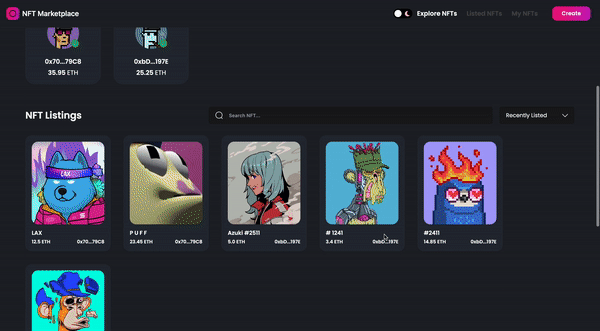 NFT Marketplace
Explore NFTs Listed NFTs My NFTs Create
0x70...79C8 0xbD...197E
35.95 ETH 25.25 ETH
NFT Listings Search NFT... Recently Listed
LAX
LAX P U F F Azuki #2511 # 1241 #2411
12.5 ETH 0x70...79C8 23.45 ETH 0x70...79C8 5.0 ETH 0xbD...197E 3.4 ETH 0xbD...197E 14.85 ETH 0xbD...197E